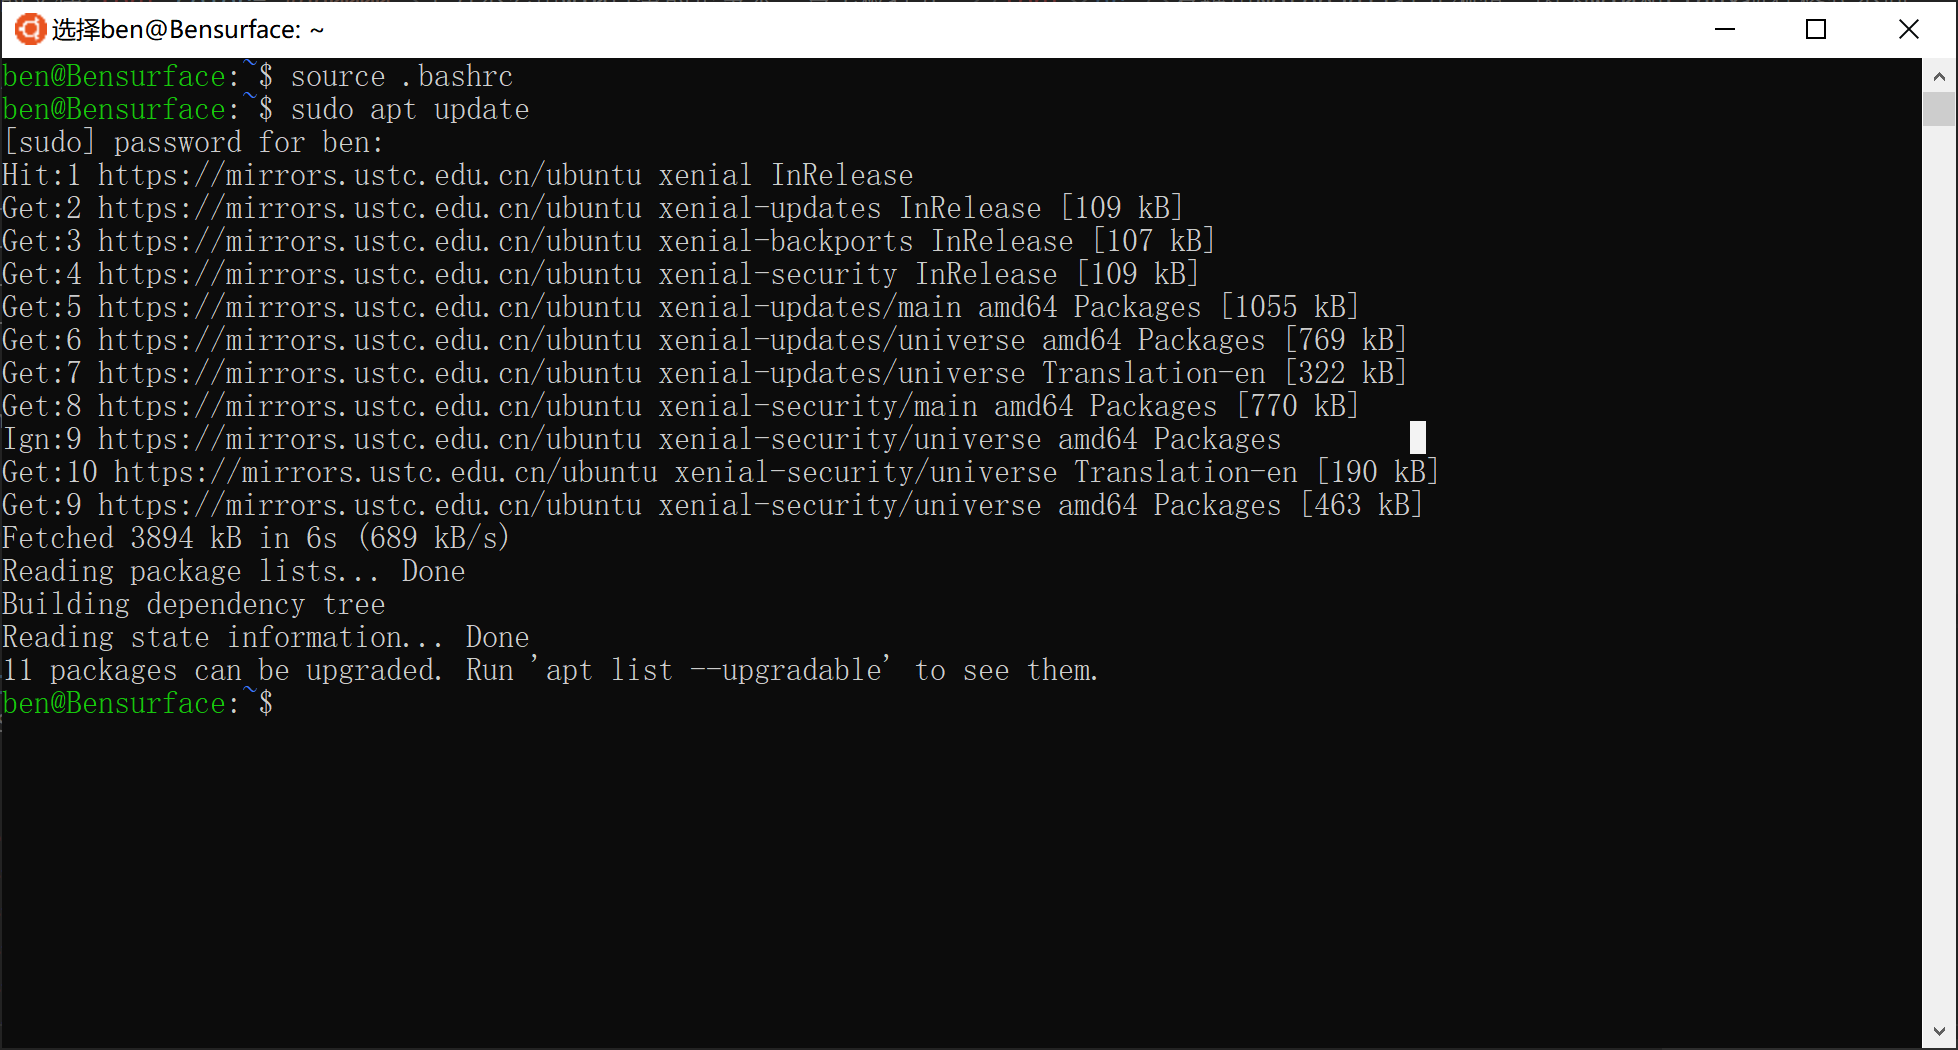 选择ben@Bensurface: ~
ben@Bensurface:~$ source .bashrc
ben@Bensurface:~$ sudo apt update
[sudo] password for ben:
Hit:1 https://mirrors.ustc.edu.cn/ubuntu xenial InRelease
Get:2 https://mirrors.ustc.edu.cn/ubuntu xenial-updates InRelease [109 kB]
Get:3 https://mirrors.ustc.edu.cn/ubuntu xenial-backports InRelease [107 kB]
Get:4 https://mirrors.ustc.edu.cn/ubuntu xenial-security InRelease [109 kB]
Get:5 https://mirrors.ustc.edu.cn/ubuntu xenial-updates/main amd64 Packages [1055 kB]
Get:6 https://mirrors.ustc.edu.cn/ubuntu xenial-updates/universe amd64 Packages [769 kB]
Get:7 https://mirrors.ustc.edu.cn/ubuntu xenial-updates/universe Translation-en [322 kB]
Get:8 https://mirrors.ustc.edu.cn/ubuntu xenial-security/main amd64 Packages [770 kB]
Ign:9 https://mirrors.ustc.edu.cn/ubuntu xenial-security/universe amd64 Packages
Get:10 https://mirrors.ustc.edu.cn/ubuntu xenial-security/universe Translation-en [190 kB]
Get:9 https://mirrors.ustc.edu.cn/ubuntu xenial-security/universe amd64 Packages [463 kB]
Fetched 3894 kB in 6s (689 kB/s)
Reading package lists... Done
Building dependency tree
Reading state information... Done
11 packages can be upgraded. Run 'apt list --upgradable' to see them.
ben@Bensurface:~$